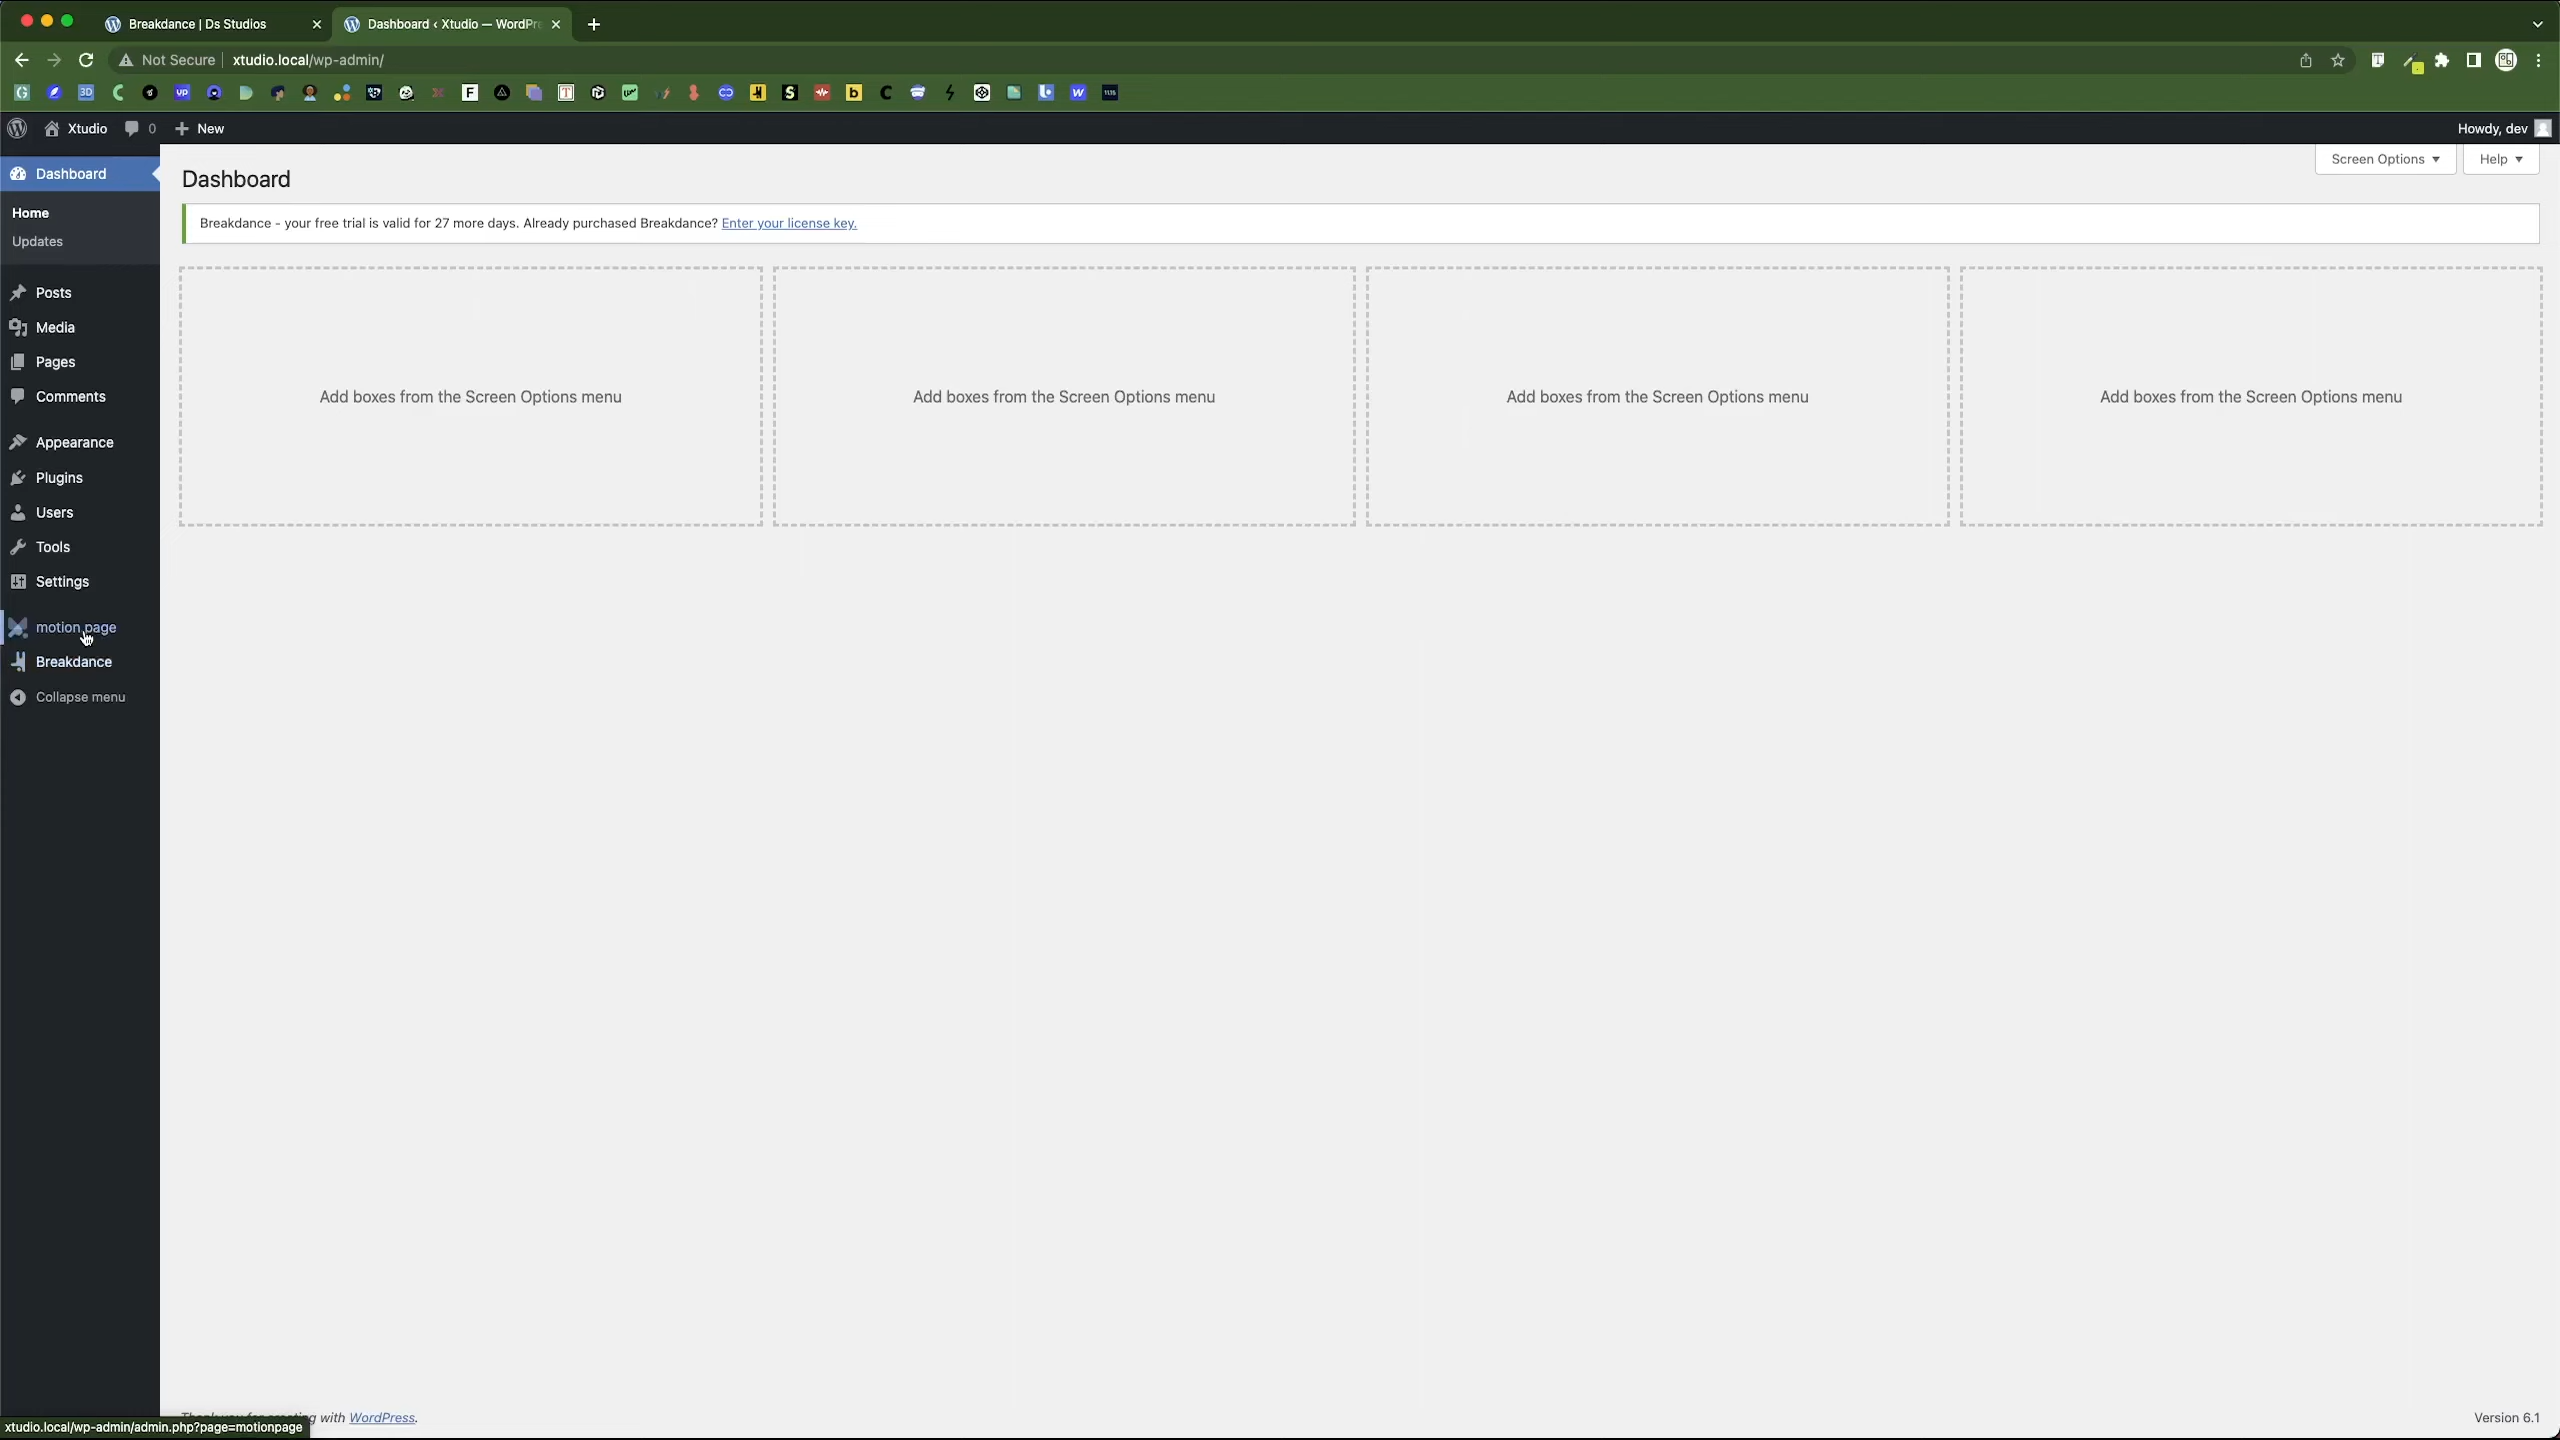 Breakdance | Ds Studios
Dashboard ‹ Xtudio — WordPre
Not Secure
xtudio.local/wp-admin/
Xtudio
0
New
Howdy, dev
Dashboard
Home
Updates
Posts
Media
Pages
Comments
Appearance
Plugins
Users
Tools
Settings
motion.page
Breakdance
Collapse menu
Screen Options
Help
Dashboard
Breakdance - your free trial is valid for 27 more days. Already purchased Breakdance? Enter your license key.
Add boxes from the Screen Options menu
Add boxes from the Screen Options menu
Add boxes from the Screen Options menu
Add boxes from the Screen Options menu
with WordPress.
Version 6.1
xtudio.local/wp-admin/admin.php?page=motionpage